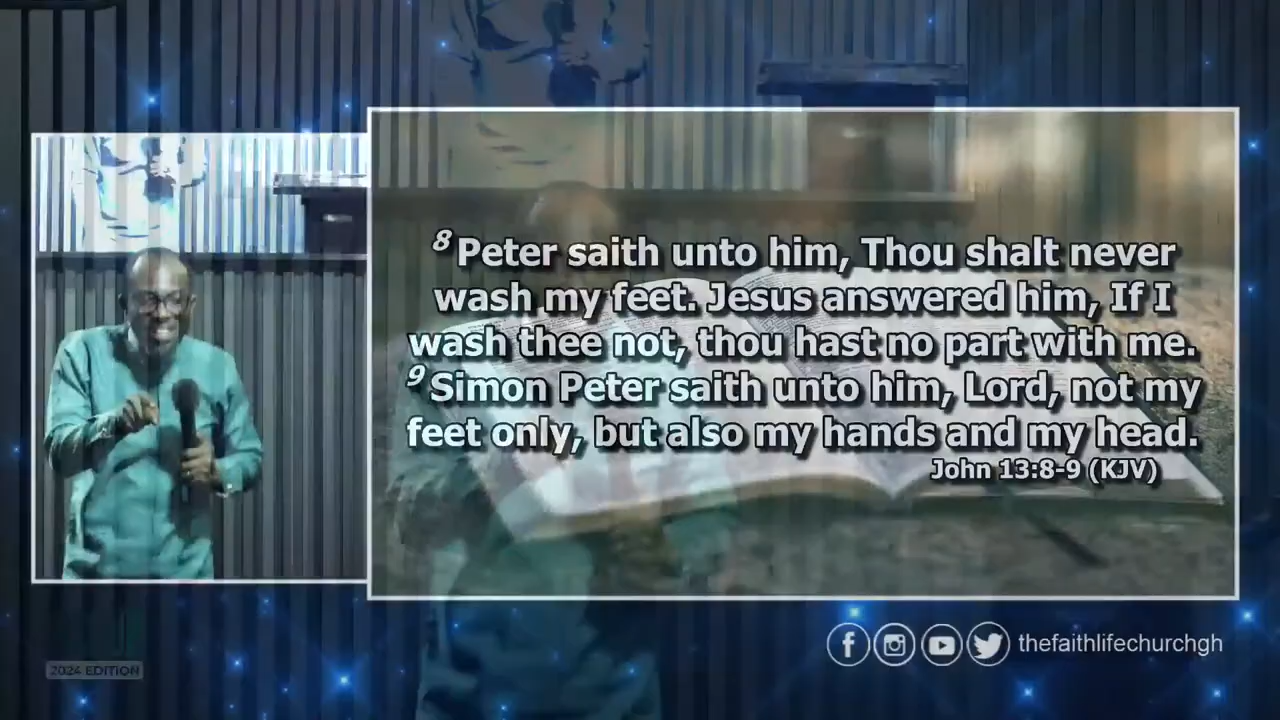 8 Peter saith unto him, Thou shalt never
wash my feet. Jesus answered him, If I
wash thee not, thou hast no part with me.
9 Simon Peter saith unto him, Lord, not my
feet only, but also my hands and my head.
John 13:8-9 (KJV)
thefaithlifechurchgh
2024 EDITION